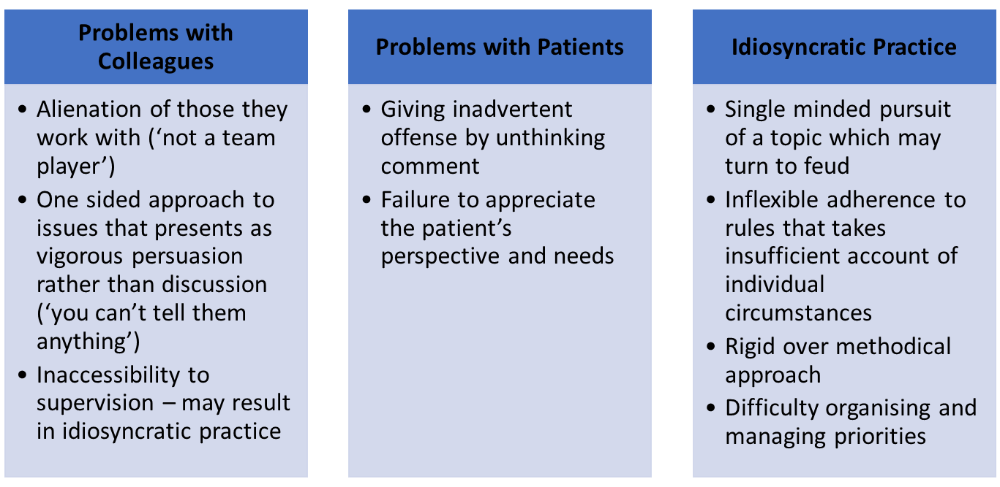 Problems with
Colleagues
• Alienation of those they
work with (‘not a team
player’)
• One sided approach to
issues that presents as
vigorous persuasion
rather than discussion
(‘you can’t tell them
anything’)
• Inaccessibility to
supervision – may result
in idiosyncratic practice
Problems with Patients
• Giving inadvertent
offense by unthinking
comment
• Failure to appreciate
the patient’s
perspective and needs
Idiosyncratic Practice
• Single minded pursuit
of a topic which may
turn to feud
• Inflexible adherence to
rules that takes
insufficient account of
individual
circumstances
• Rigid over methodical
approach
• Difficulty organising and
managing priorities